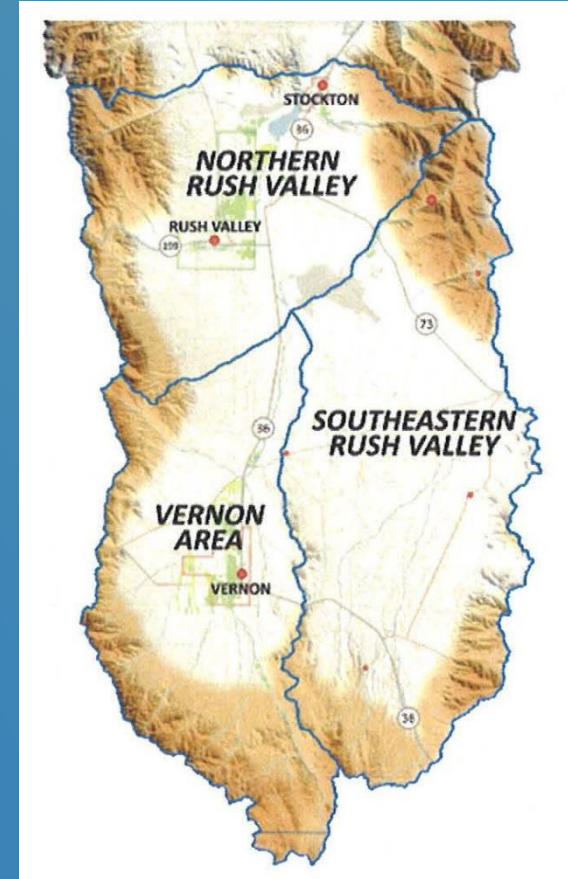 STOCKTON
36
NORTHERN
RUSH VALLEY
RUSH VALLEY
199
73
36
SOUTHEASTERN
RUSH VALLEY
VERNON
AREA
VERNON
36